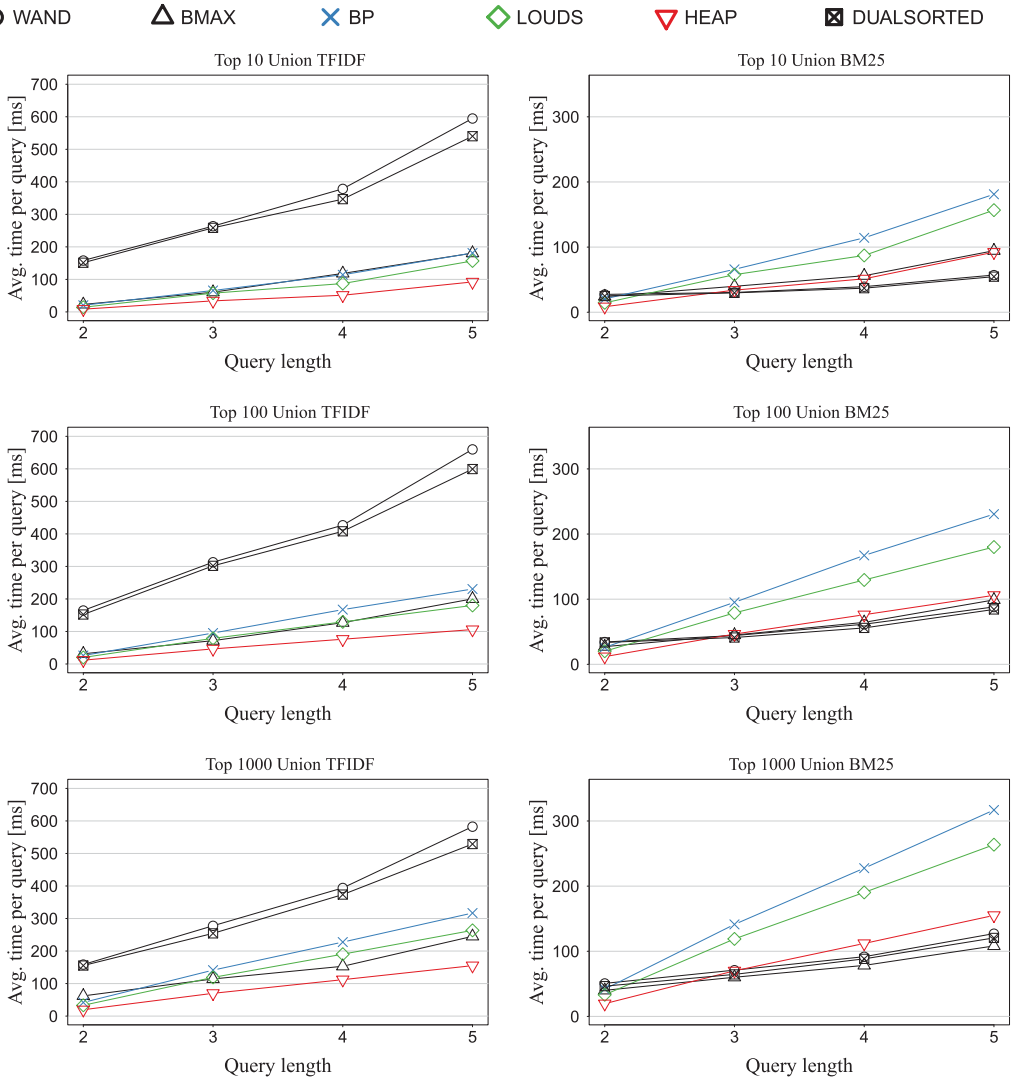 WAND BMAX BP LOUDS HEAP DUALSORTED
Top 10 Union TFIDF
Avg. time per query [ms]
700
600
500
400
300
200
100
0
2 3 4 5
Query length
Top 10 Union BM25
Avg. time per query [ms]
300
200
100
0
2 3 4 5
Query length
Top 100 Union TFIDF
Avg. time per query [ms]
700
600
500
400
300
200
100
0
2 3 4 5
Query length
Top 100 Union BM25
Avg. time per query [ms]
300
200
100
0
2 3 4 5
Query length
Top 1000 Union TFIDF
Avg. time per query [ms]
700
600
500
400
300
200
100
0
2 3 4 5
Query length
Top 1000 Union BM25
Avg. time per query [ms]
300
200
100
0
2 3 4 5
Query length